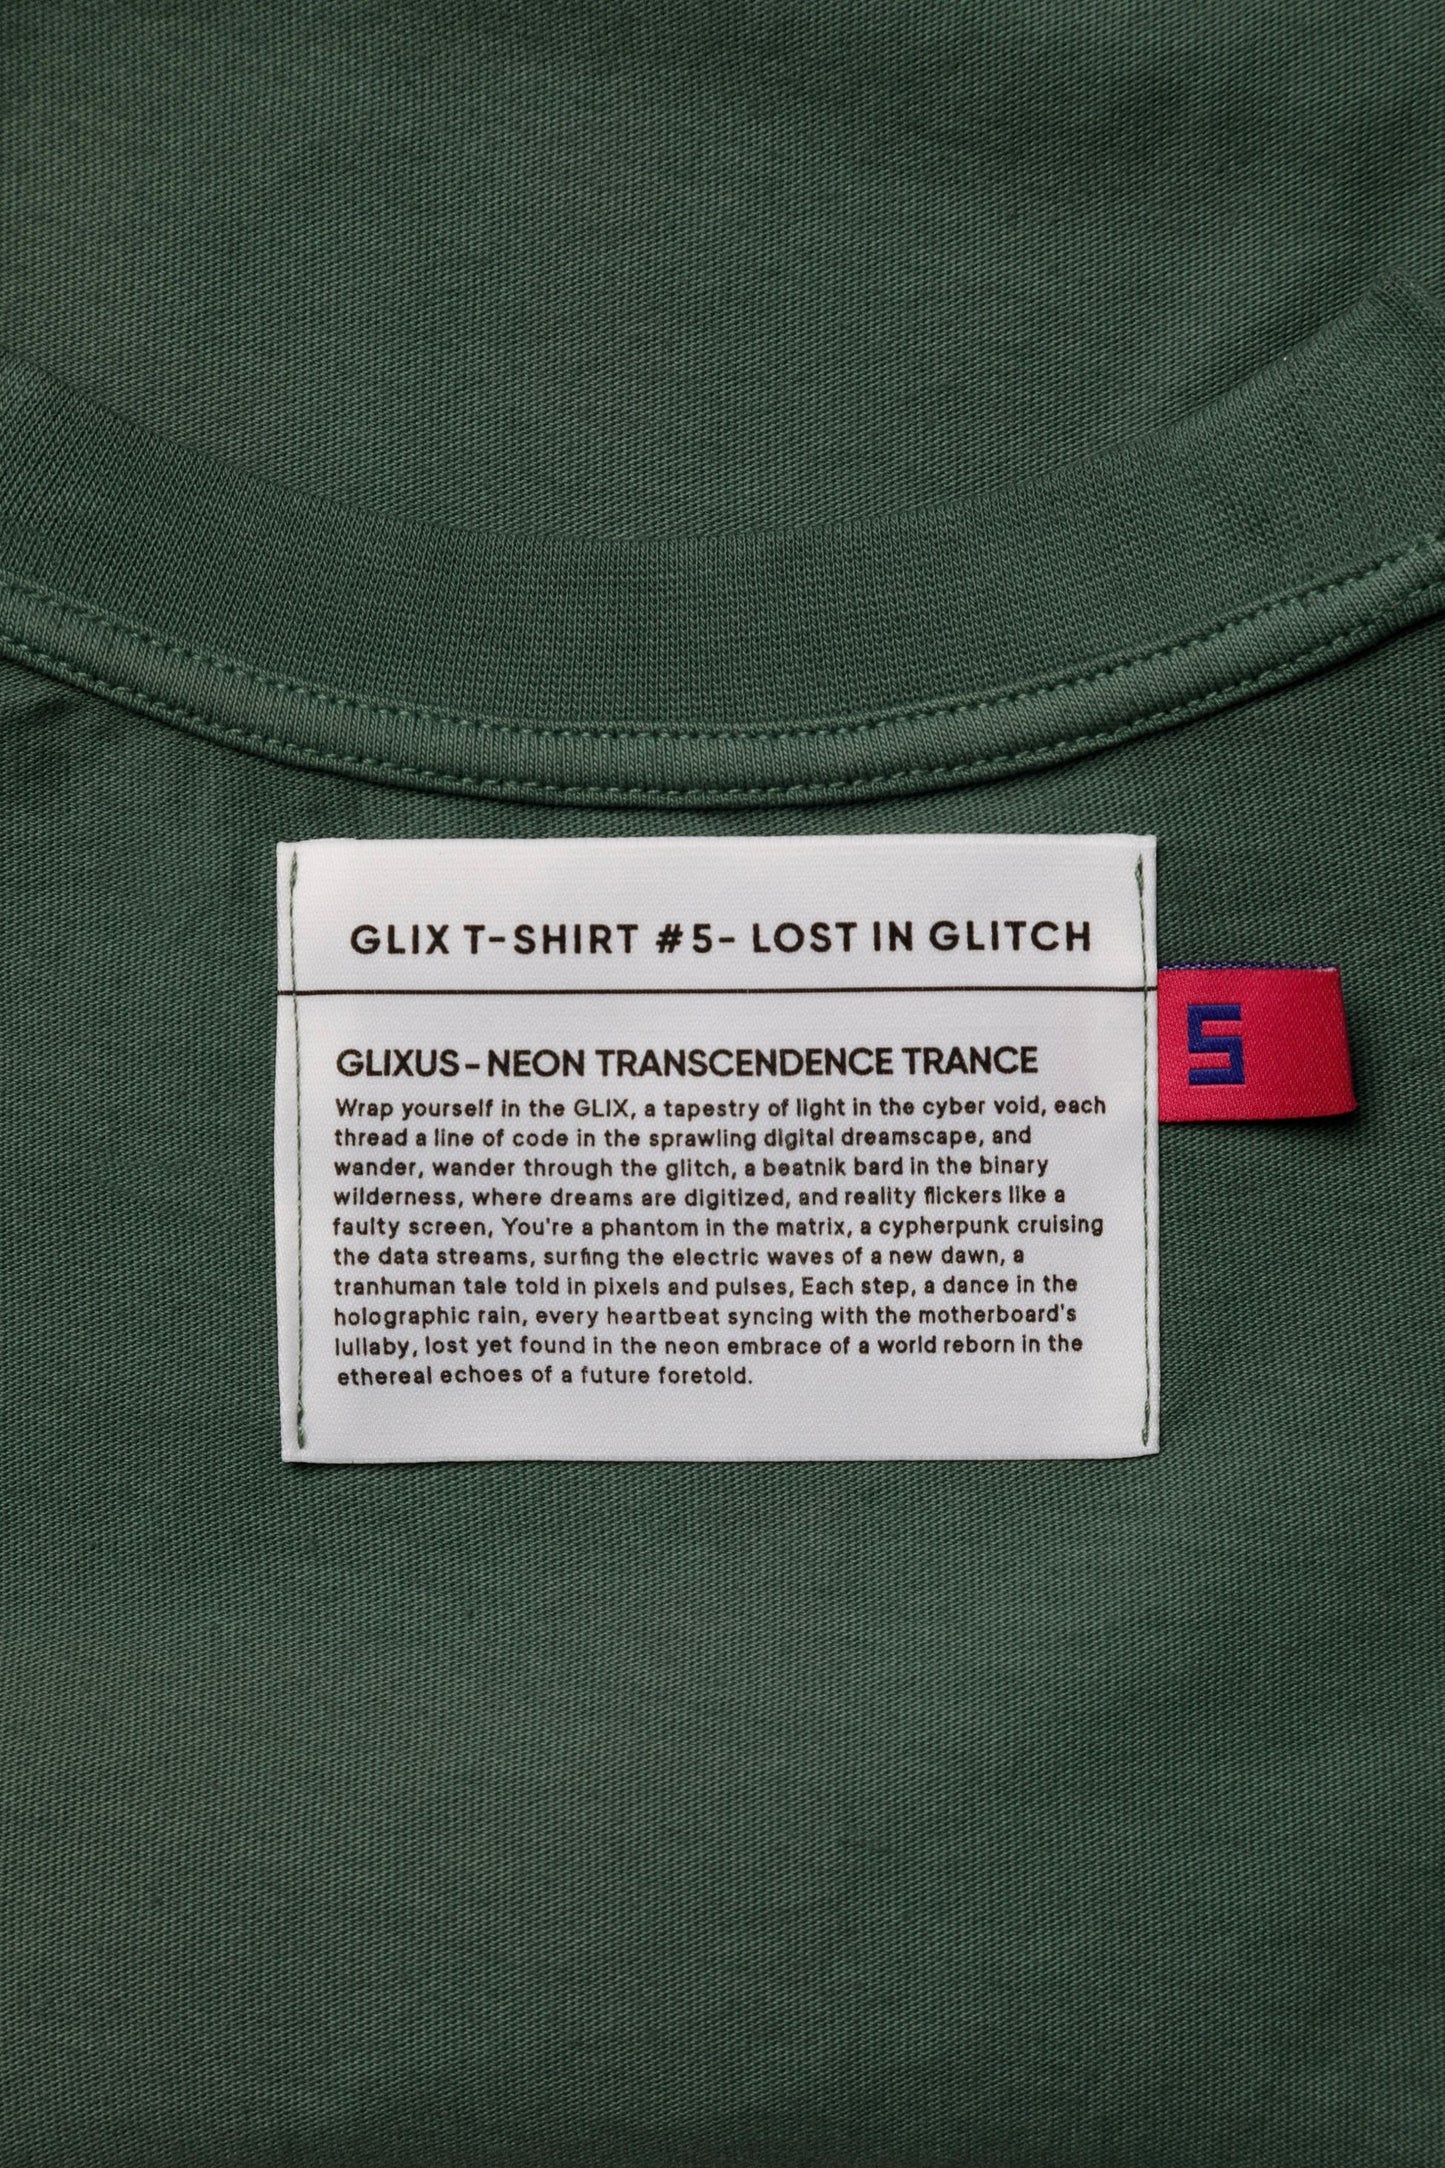 GLIX T-SHIRT #5- LOST IN GLITCH
GLIXUS-NEON TRANSCENDENCE TRANCE
Wrap yourself in the GLIX, a tapestry of light in the cyber void, each
thread a line of code in the sprawling digital dreamscape, and
wander, wander through the glitch, a beatnik bard in the binary
wilderness, where dreams are digitized, and reality flickers like a
faulty screen, You're a phantom in the matrix, a cypherpunk cruising
the data streams, surfing the electric waves of a new dawn, a
tranhuman tale told in pixels and pulses, Each step, a dance in the
holographic rain, every heartbeat syncing with the motherboard's
lullaby, lost yet found in the neon embrace of a world reborn in the
ethereal echoes of a future foretold.
5